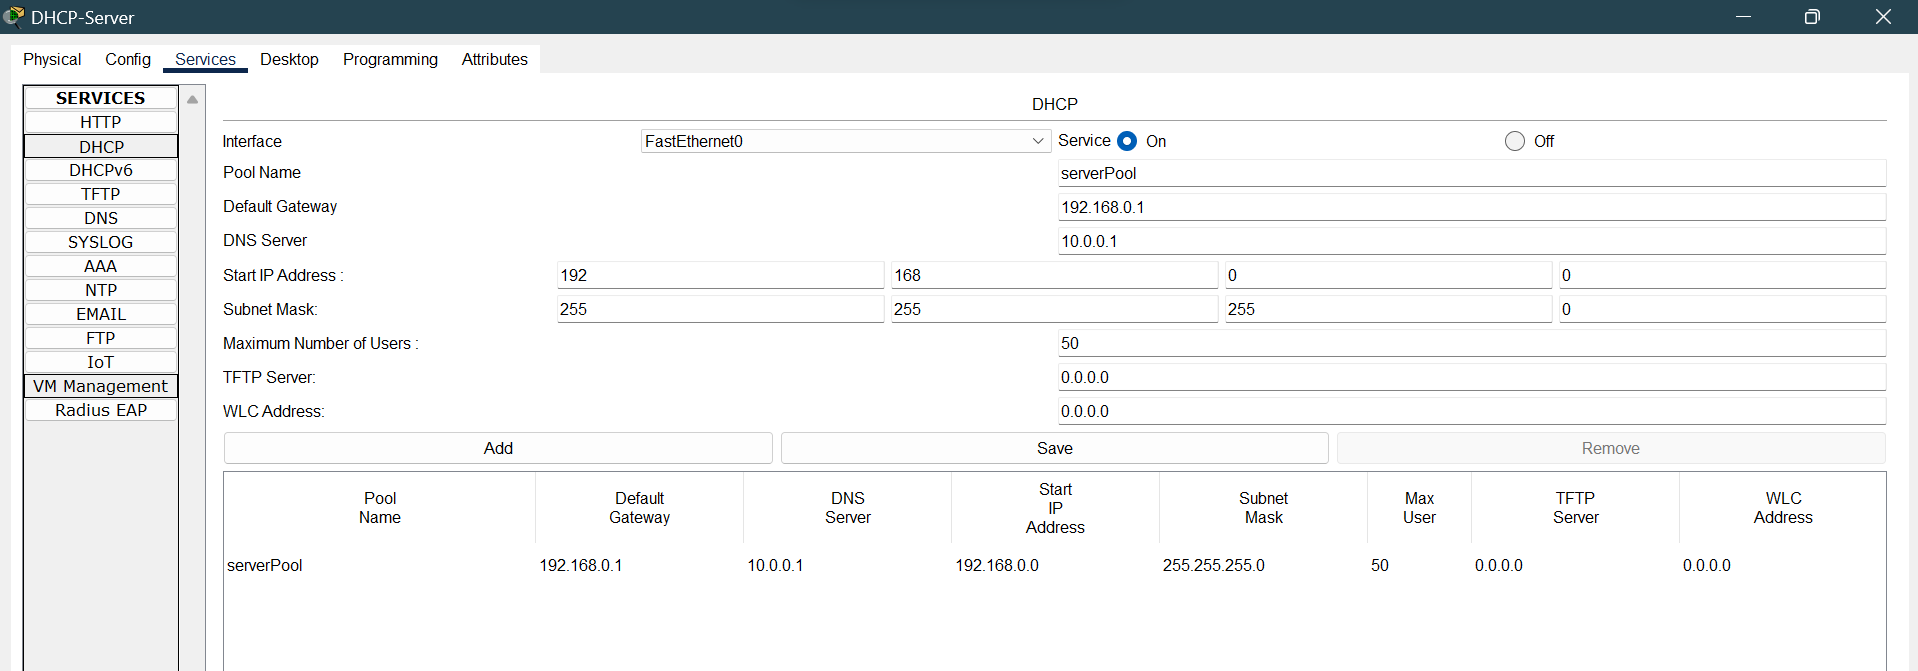 DHCP-Server
Physical Config Services Desktop Programming Attributes
SERVICES
HTTP
DHCP
DHCPv6
TFTP
DNS
SYSLOG
AAA
NTP
EMAIL
FTP
IoT
VM Management
Radius EAP
DHCP
Interface FastEthernet0 Service On Off
Pool Name serverPool
Default Gateway 192.168.0.1
DNS Server 10.0.0.1
Start IP Address : 192 168 0 0
Subnet Mask: 255 255 255 0
Maximum Number of Users : 50
TFTP Server: 0.0.0.0
WLC Address: 0.0.0.0
Add Save Remove
Pool Name Default Gateway DNS Server Start IP Address Subnet Mask Max User TFTP Server WLC Address
serverPool 192.168.0.1 10.0.0.1 192.168.0.0 255.255.255.0 50 0.0.0.0 0.0.0.0